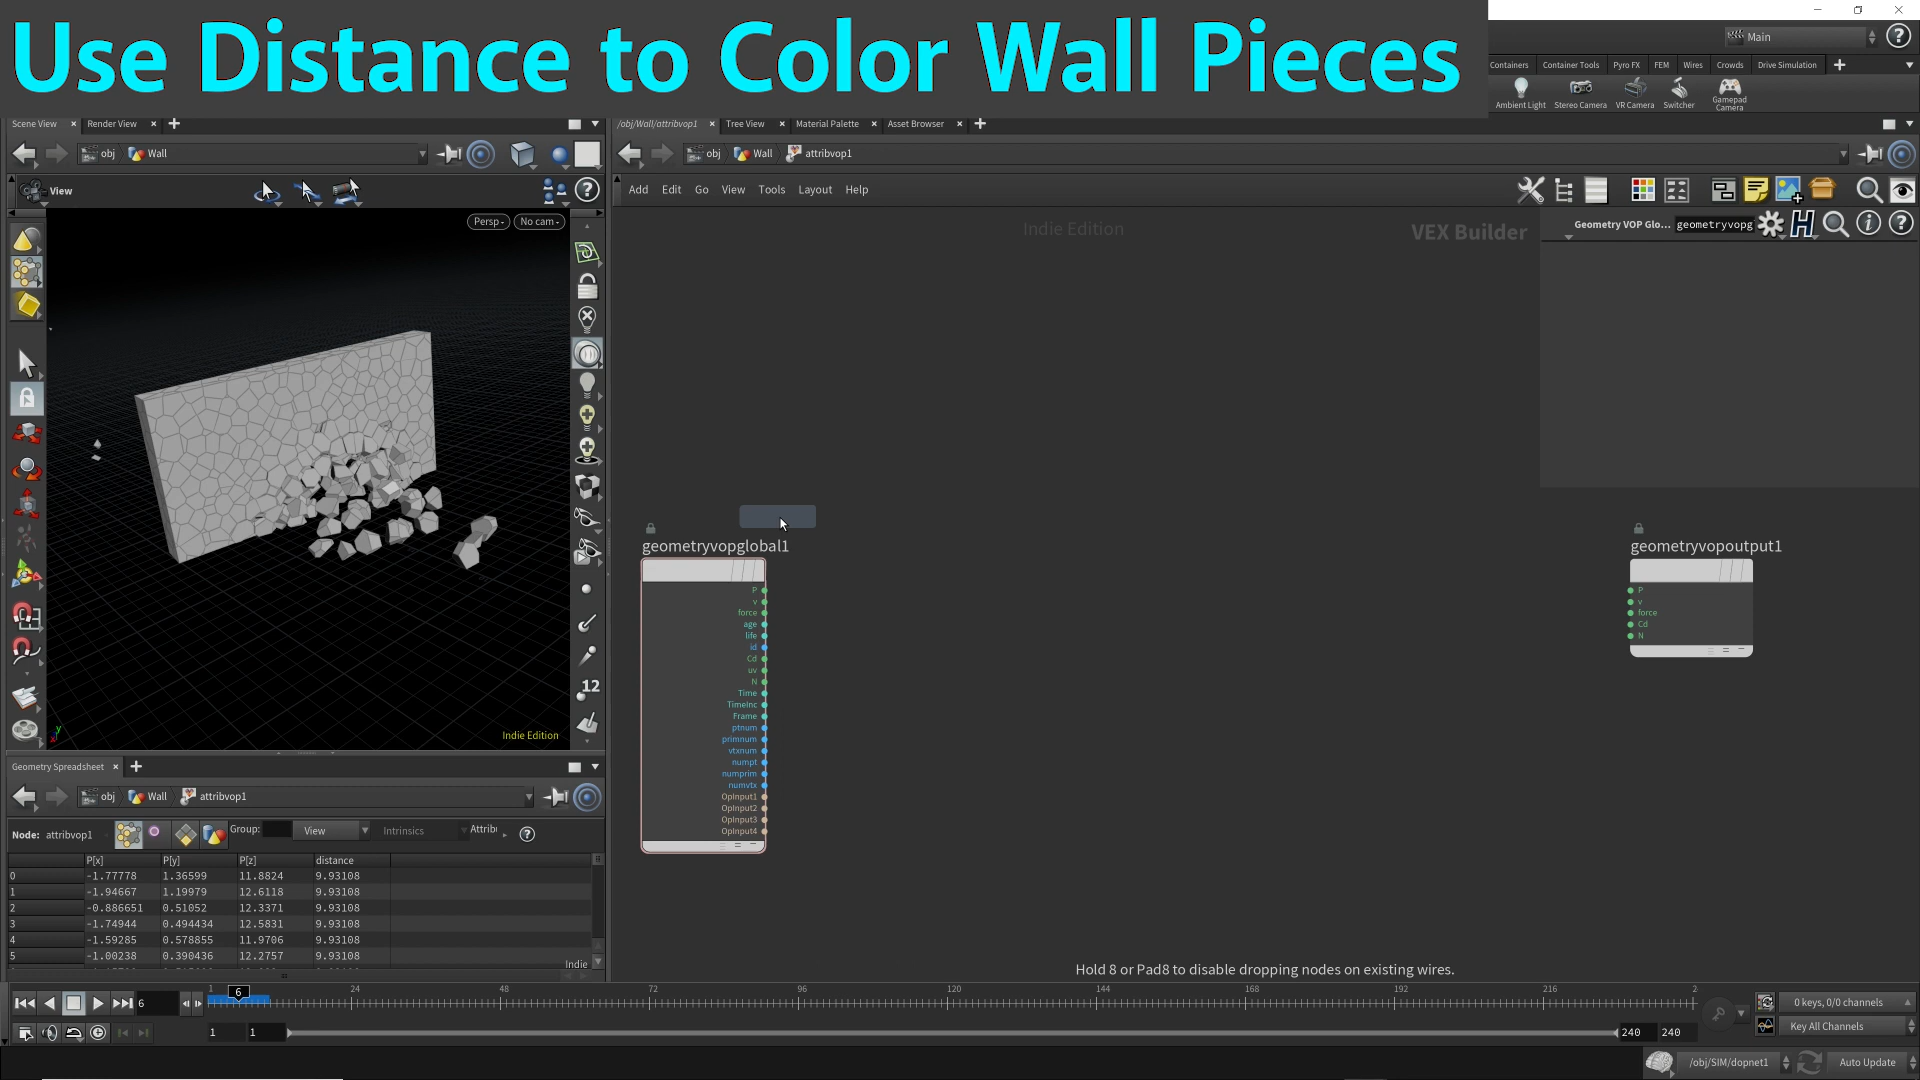 Use Distance to Color Wall Pieces
Main
Containers Container Tools Pyro FX FEM Wires Crowds Drive Simulation
Ambient Light Stereo Camera VR Camera Switcher Gamepad Camera
Scene View Render View
/obj/Wall/attribvop1 Tree View Material Palette Asset Browser
obj Wall
obj Wall attribvop1
View
Add Edit Go View Tools Layout Help
Persp No cam
Indie Edition
VEX Builder
Geometry VOP Glo... geometryvopg
geometryvopglobal1
P
v
force
age
life
id
Cd
uv
N
Time
TimeInc
Frame
ptnum
primnum
vtxnum
numpt
numprim
numvtx
OpInput1
OpInput2
OpInput3
OpInput4
geometryvopoutput1
P
v
force
Cd
N
12
Indie Edition
Geometry Spreadsheet
obj Wall attribvop1
Node: attribvop1 Group: View Intrinsics Attrib
P[x] P[y] P[z] distance
0 -1.77778 1.36599 11.8824 9.93108
1 -1.94667 1.19979 12.6118 9.93108
2 -0.886651 0.51052 12.3371 9.93108
3 -1.74944 0.494434 12.5831 9.93108
4 -1.59285 0.578855 11.9706 9.93108
5 -1.00238 0.390436 12.2757 9.93108
Indie
Hold 8 or Pad8 to disable dropping nodes on existing wires.
6 1 6 24 48 72 96 120 144 168 192 216 2
0 keys, 0/0 channels
1 1 240 240
Key All Channels
/obj/SIM/dopnet1 Auto Update